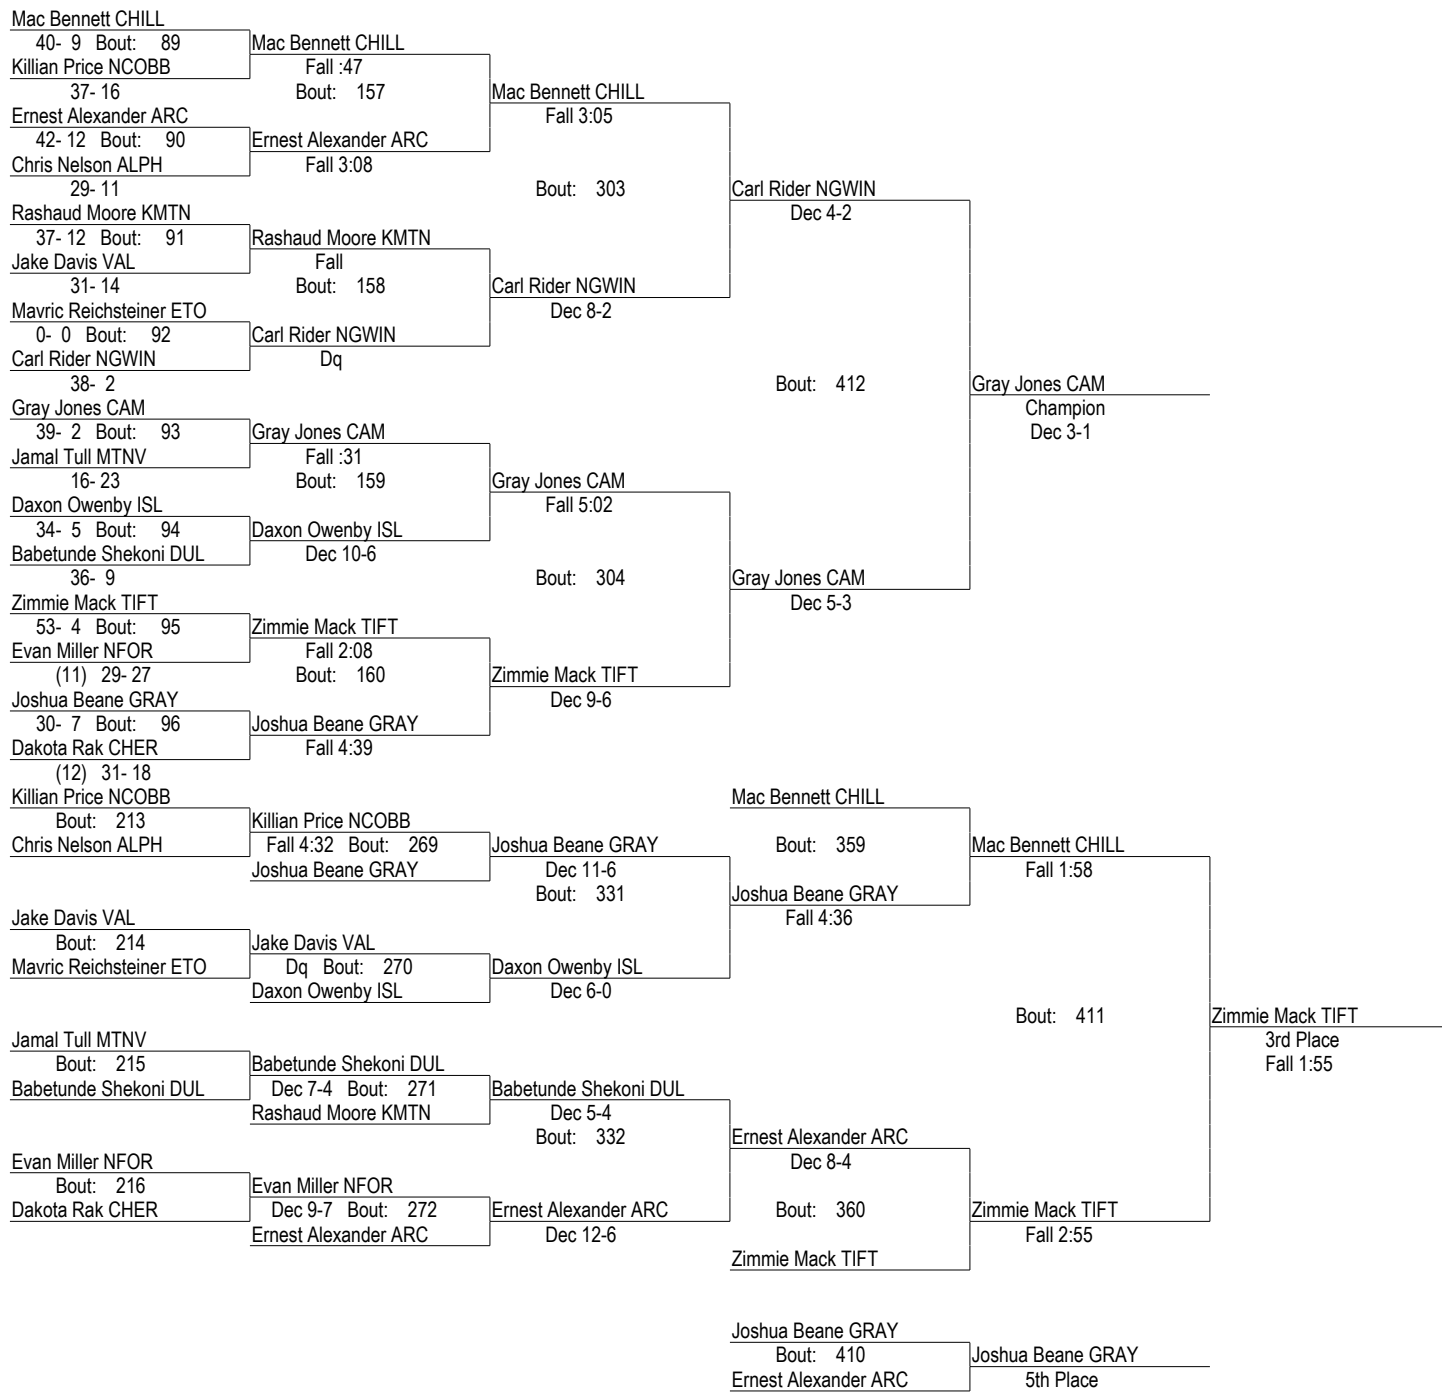 Mac Bennett CHILL
40- 9 Bout: 89
Mac Bennett CHILL
Killian Price NCOBB
Fall :47
37- 16
Bout: 157
Mac Bennett CHILL
Ernest Alexander ARC
Fall 3:05
42- 12 Bout: 90
Ernest Alexander ARC
Chris Nelson ALPH
Fall 3:08
29- 11
Bout: 303
Carl Rider NGWIN
Rashaud Moore KMTN
Dec 4-2
37- 12 Bout: 91
Rashaud Moore KMTN
Jake Davis VAL
Fall
31- 14
Bout: 158
Carl Rider NGWIN
Mavric Reichsteiner ETO
Dec 8-2
0- 0 Bout: 92
Carl Rider NGWIN
Carl Rider NGWIN
Dq
38- 2
Bout: 412
Gray Jones CAM
Gray Jones CAM
Champion
39- 2 Bout: 93
Gray Jones CAM
Dec 3-1
Jamal Tull MTNV
Fall :31
16- 23
Bout: 159
Gray Jones CAM
Daxon Owenby ISL
Fall 5:02
34- 5 Bout: 94
Daxon Owenby ISL
Babetunde Shekoni DUL
Dec 10-6
36- 9
Bout: 304
Gray Jones CAM
Zimmie Mack TIFT
Dec 5-3
53- 4 Bout: 95
Zimmie Mack TIFT
Evan Miller NFOR
Fall 2:08
(11) 29- 27
Bout: 160
Zimmie Mack TIFT
Joshua Beane GRAY
Dec 9-6
30- 7 Bout: 96
Joshua Beane GRAY
Dakota Rak CHER
Fall 4:39
(12) 31- 18
Killian Price NCOBB
Mac Bennett CHILL
Bout: 213
Killian Price NCOBB
Chris Nelson ALPH
Fall 4:32 Bout: 269
Joshua Beane GRAY
Bout: 359
Mac Bennett CHILL
Joshua Beane GRAY
Dec 11-6
Fall 1:58
Bout: 331
Joshua Beane GRAY
Jake Davis VAL
Fall 4:36
Bout: 214
Jake Davis VAL
Mavric Reichsteiner ETO
Dq Bout: 270
Daxon Owenby ISL
Daxon Owenby ISL
Dec 6-0
Bout: 411
Zimmie Mack TIFT
Jamal Tull MTNV
3rd Place
Bout: 215
Babetunde Shekoni DUL
Fall 1:55
Babetunde Shekoni DUL
Dec 7-4 Bout: 271
Babetunde Shekoni DUL
Rashaud Moore KMTN
Dec 5-4
Bout: 332
Ernest Alexander ARC
Evan Miller NFOR
Dec 8-4
Bout: 216
Evan Miller NFOR
Dakota Rak CHER
Dec 9-7 Bout: 272
Ernest Alexander ARC
Bout: 360
Zimmie Mack TIFT
Ernest Alexander ARC
Dec 12-6
Fall 2:55
Zimmie Mack TIFT
Joshua Beane GRAY
Bout: 410
Joshua Beane GRAY
Ernest Alexander ARC
5th Place